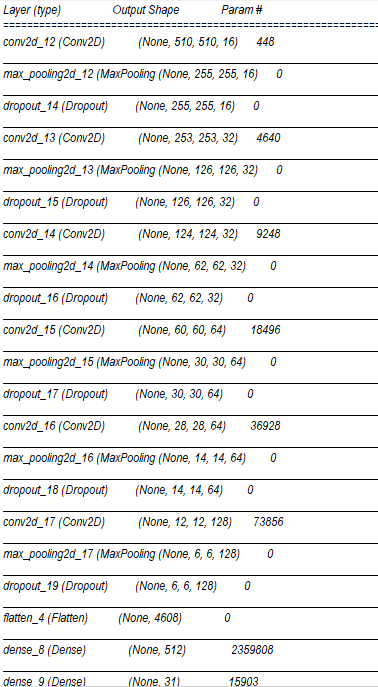 Layer (type) Output Shape Param #
================================================================
conv2d_12 (Conv2D) (None, 510, 510, 16) 448
max_pooling2d_12 (MaxPooling (None, 255, 255, 16) 0
dropout_14 (Dropout) (None, 255, 255, 16) 0
conv2d_13 (Conv2D) (None, 253, 253, 32) 4640
max_pooling2d_13 (MaxPooling (None, 126, 126, 32) 0
dropout_15 (Dropout) (None, 126, 126, 32) 0
conv2d_14 (Conv2D) (None, 124, 124, 32) 9248
max_pooling2d_14 (MaxPooling (None, 62, 62, 32) 0
dropout_16 (Dropout) (None, 62, 62, 32) 0
conv2d_15 (Conv2D) (None, 60, 60, 64) 18496
max_pooling2d_15 (MaxPooling (None, 30, 30, 64) 0
dropout_17 (Dropout) (None, 30, 30, 64) 0
conv2d_16 (Conv2D) (None, 28, 28, 64) 36928
max_pooling2d_16 (MaxPooling (None, 14, 14, 64) 0
dropout_18 (Dropout) (None, 14, 14, 64) 0
conv2d_17 (Conv2D) (None, 12, 12, 128) 73856
max_pooling2d_17 (MaxPooling (None, 6, 6, 128) 0
dropout_19 (Dropout) (None, 6, 6, 128) 0
flatten_4 (Flatten) (None, 4608) 0
dense_8 (Dense) (None, 512) 2359808
dense_9 (Dense) (None, 31) 15903